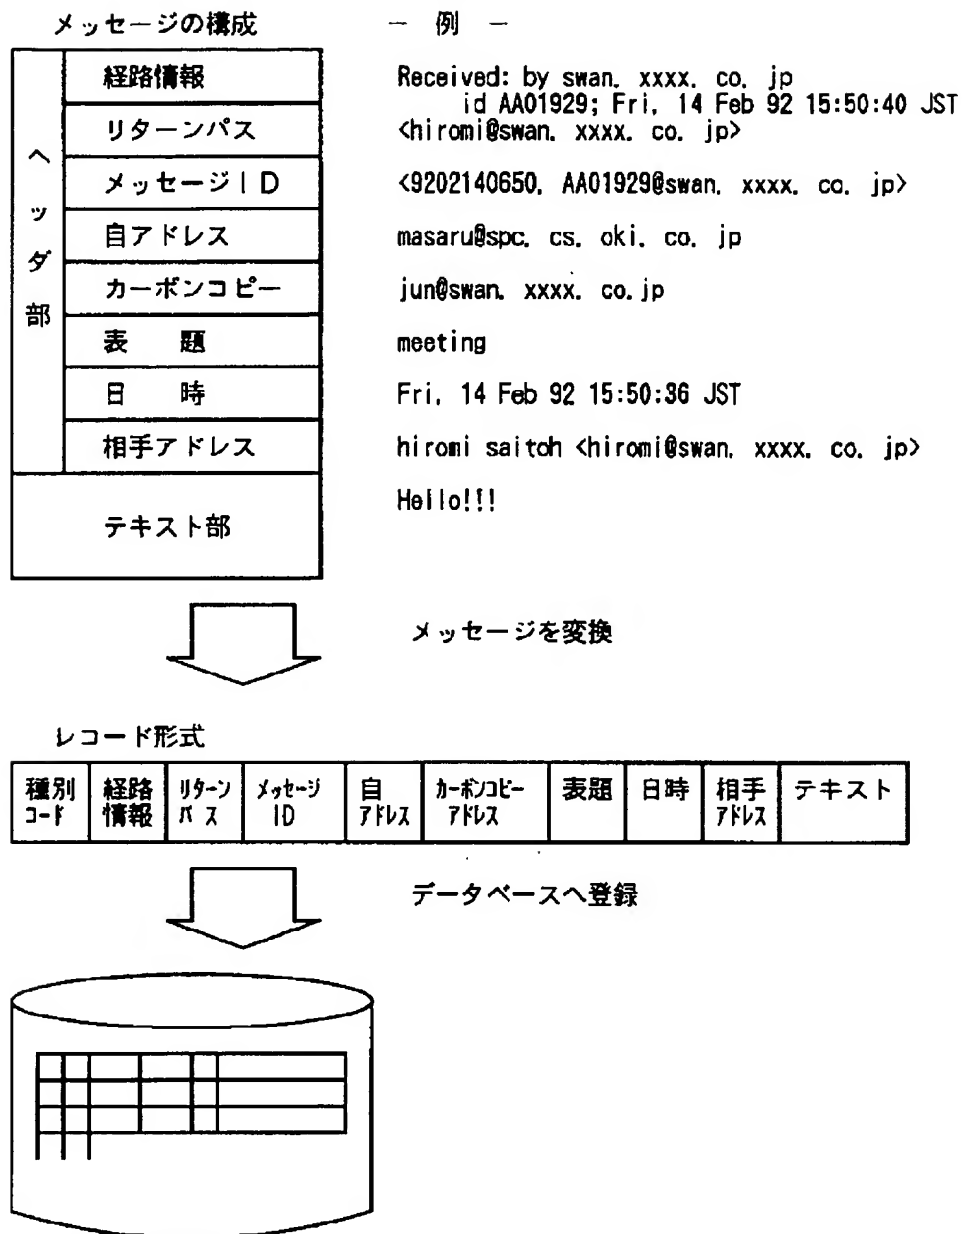 メッセージの構成　－　例　－
経路情報　Received: by swan. xxxx. co. jp
id AA01929; Fri, 14 Feb 92 15:50:40 JST
リターンパス　<hiromi@swan. xxxx. co. jp>
メッセージＩＤ　<9202140650. AA01929@swan. xxxx. co. jp>
自アドレス　masaru@spc. cs. oki. co. jp
カーボンコピー　jun@swan. xxxx. co.jp
表　題　meeting
日　時　Fri, 14 Feb 92 15:50:36 JST
相手アドレス　hiromi saitoh <hiromi@swan. xxxx. co. jp>
ヘッダ部
テキスト部　Hello!!!
メッセージを変換
レコード形式
種別コード　経路情報　リターンパス　メッセージID　自アドレス　カーボンコピーアドレス　表題　日時　相手アドレス　テキスト
データベースへ登録